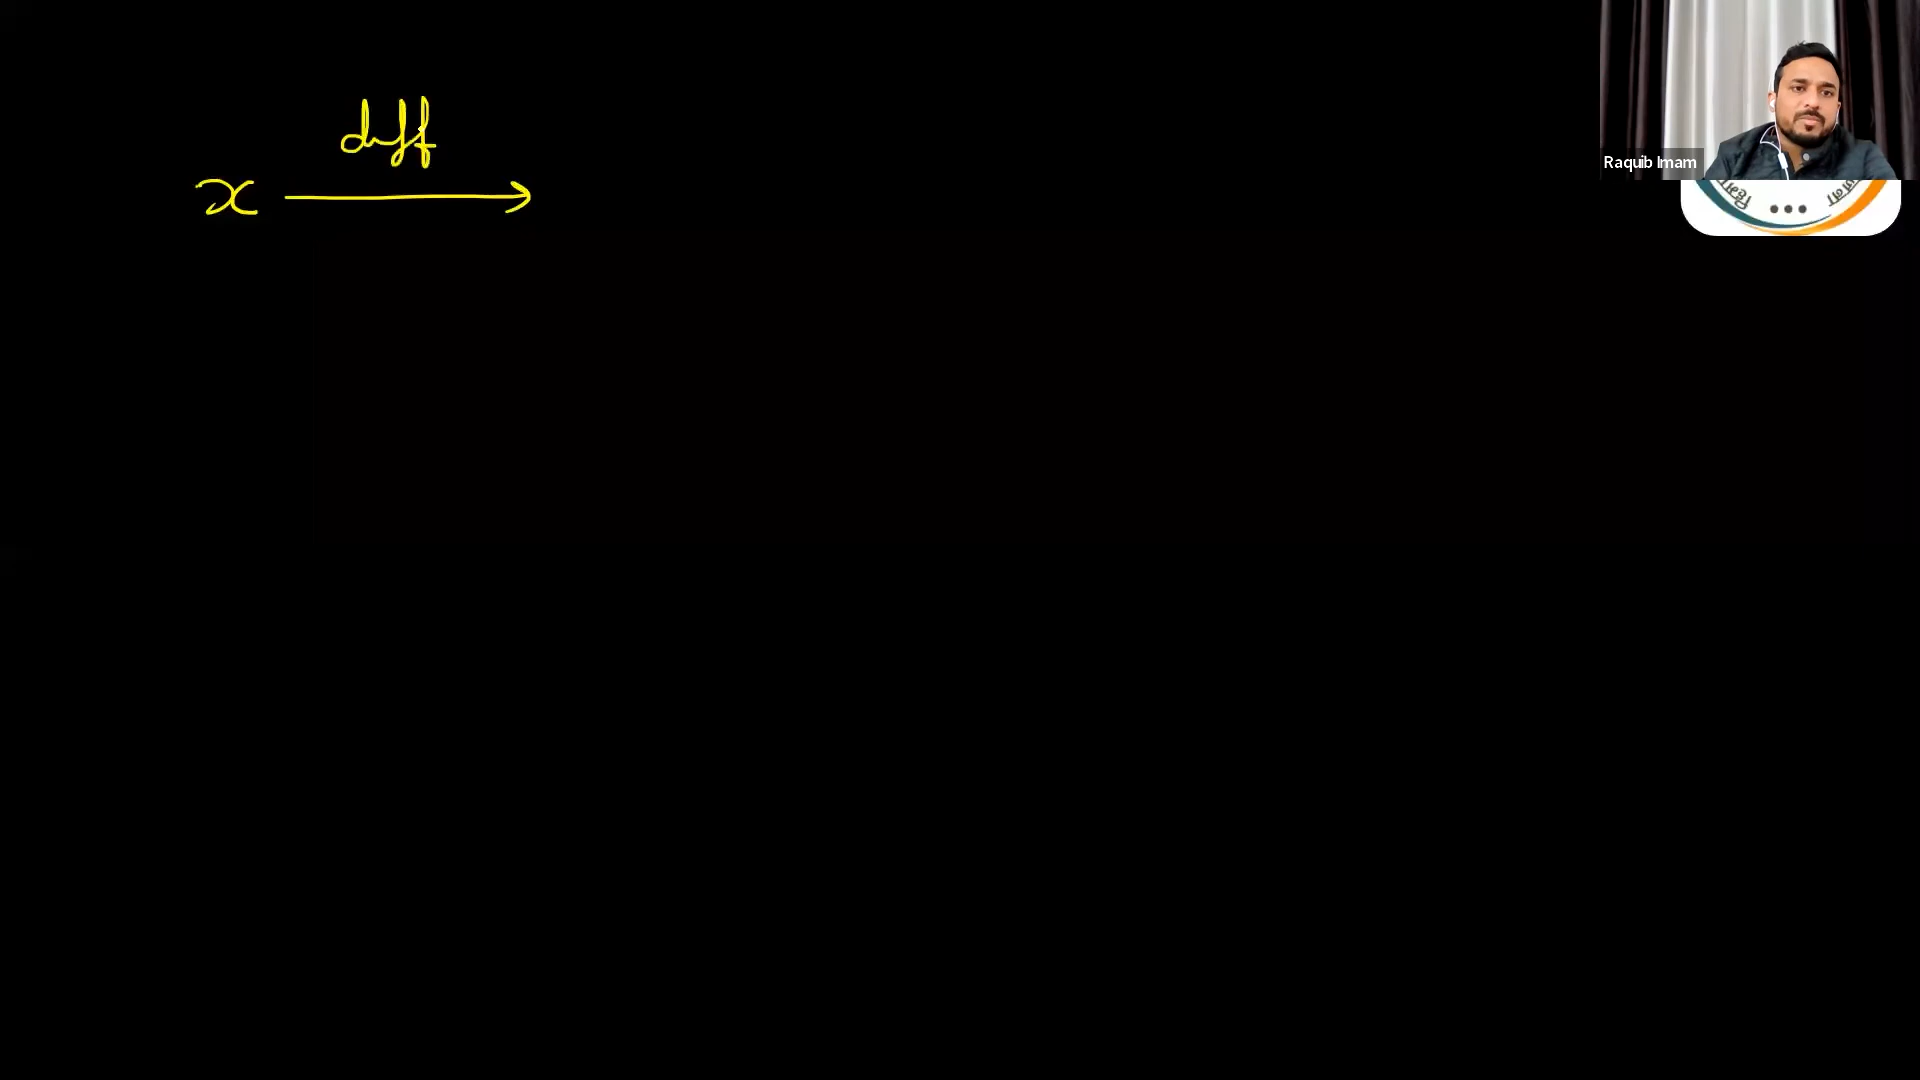 diff
x →
Raquib Imam